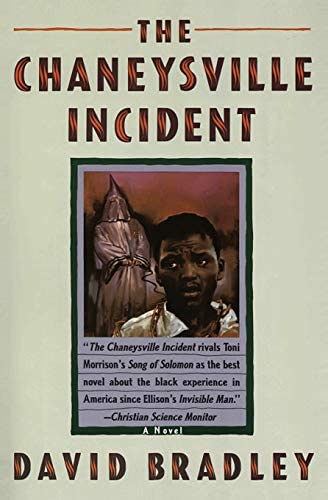 THE
CHANEYSVILLE
INCIDENT
"The Chaneysville Incident rivals Toni
Morrison's Song of Solomon as the best
novel about the black experience in
America since Ellison's Invisible Man."
—Christian Science Monitor
A Novel
DAVID BRADLEY